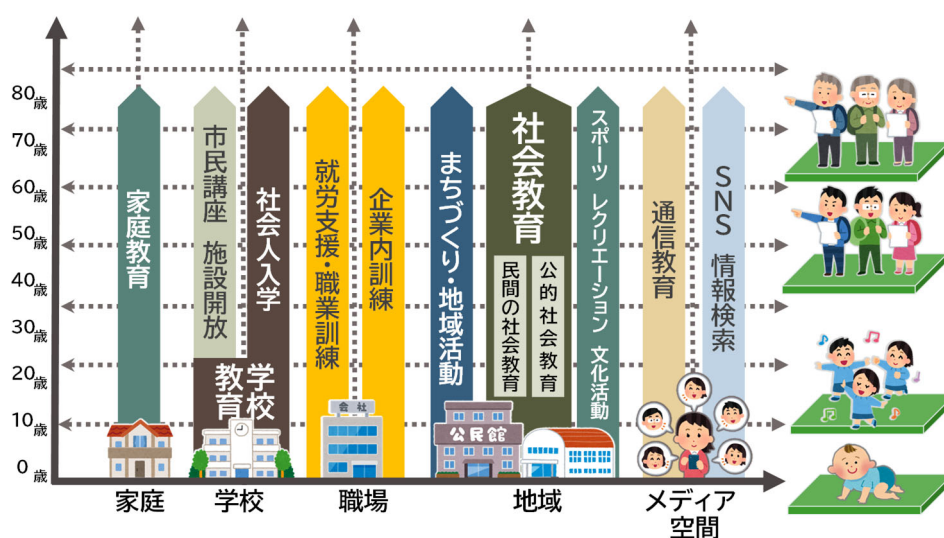 80歳
70歳
60歳
50歳
40歳
30歳
20歳
10歳
0歳
家庭教育
市民講座 施設開放
社会人入学
学校
教育
就労支援・職業訓練
企業内訓練
まちづくり・地域活動
社会教育
公的社会教育
民間の社会教育
スポーツ レクリエーション 文化活動
通信教育
SNS 情報検索
会社
公民館
家庭
学校
職場
地域
メディア
空間